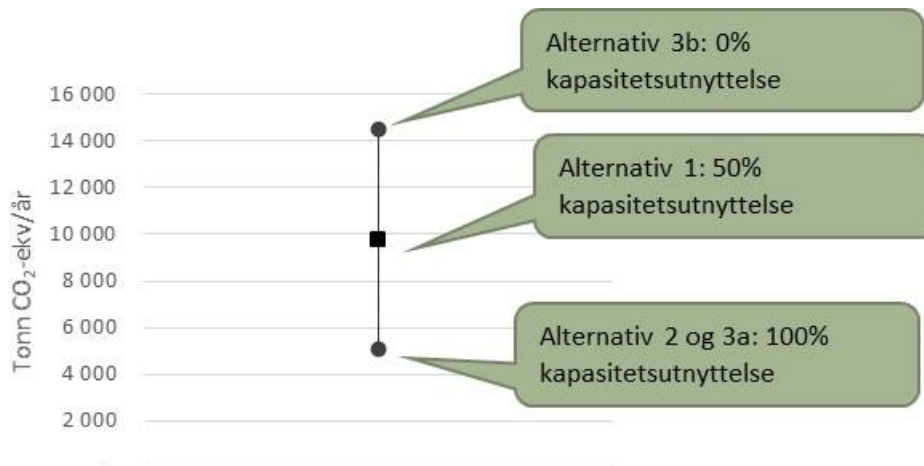 Alternativ 3b: 0%
kapasitetsutnyttelse
16 000
14 000
Alternativ 1: 50%
kapasitetsutnyttelse
12 000
10 000
8 000
6 000
Alternativ 2 og 3a: 100%
kapasitetsutnyttelse
4 000
2 000
Tonn CO₂-ekv/år